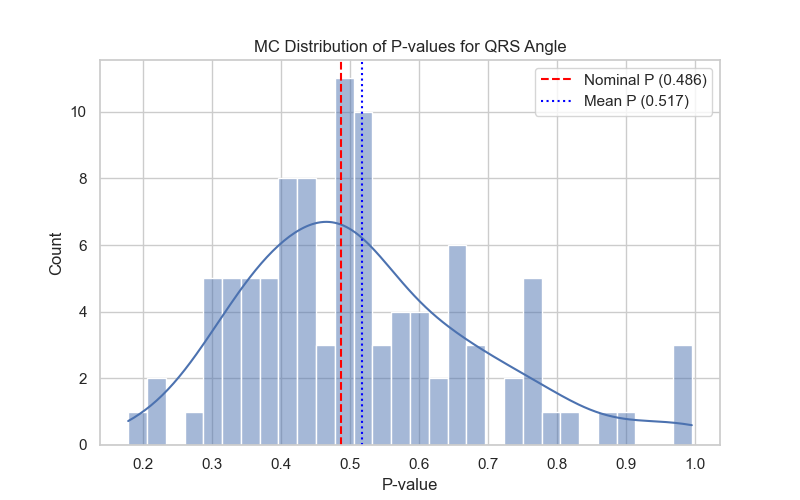 MC Distribution of P-values for QRS Angle
Nominal P (0.486)
Mean P (0.517)
Count
10
8
6
4
2
0
0.2 0.3 0.4 0.5 0.6 0.7 0.8 0.9 1.0
P-value